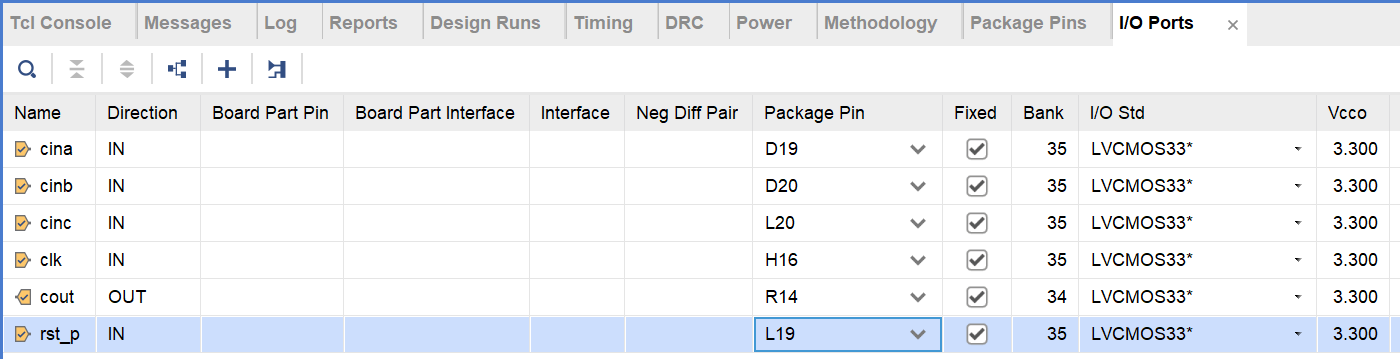 Tcl Console Messages Log Reports Design Runs Timing DRC Power Methodology Package Pins I/O Ports ×
Name Direction Board Part Pin Board Part Interface Interface Neg Diff Pair Package Pin Fixed Bank I/O Std Vcco
cina IN D19 35 LVCMOS33* 3.300
cinb IN D20 35 LVCMOS33* 3.300
cinc IN L20 35 LVCMOS33* 3.300
clk IN H16 35 LVCMOS33* 3.300
cout OUT R14 34 LVCMOS33* 3.300
rst_p IN L19 35 LVCMOS33* 3.300